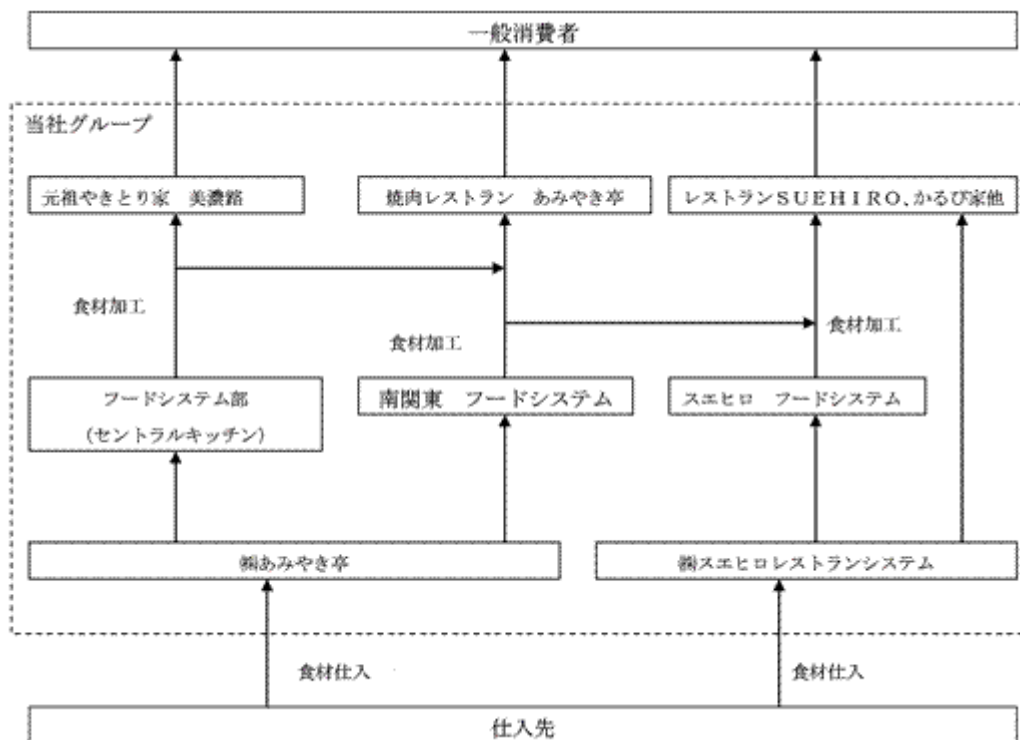 一般消費者
当社グループ
元祖やきとり家　美濃路
焼肉レストラン　あみやき亭
レストランＳＵＥＨＩＲＯ、かるび家他
食材加工
食材加工
食材加工
フードシステム部
（セントラルキッチン）
南関東　フードシステム
スエヒロ　フードシステム
㈱あみやき亭
㈱スエヒロレストランシステム
食材仕入
食材仕入
仕入先